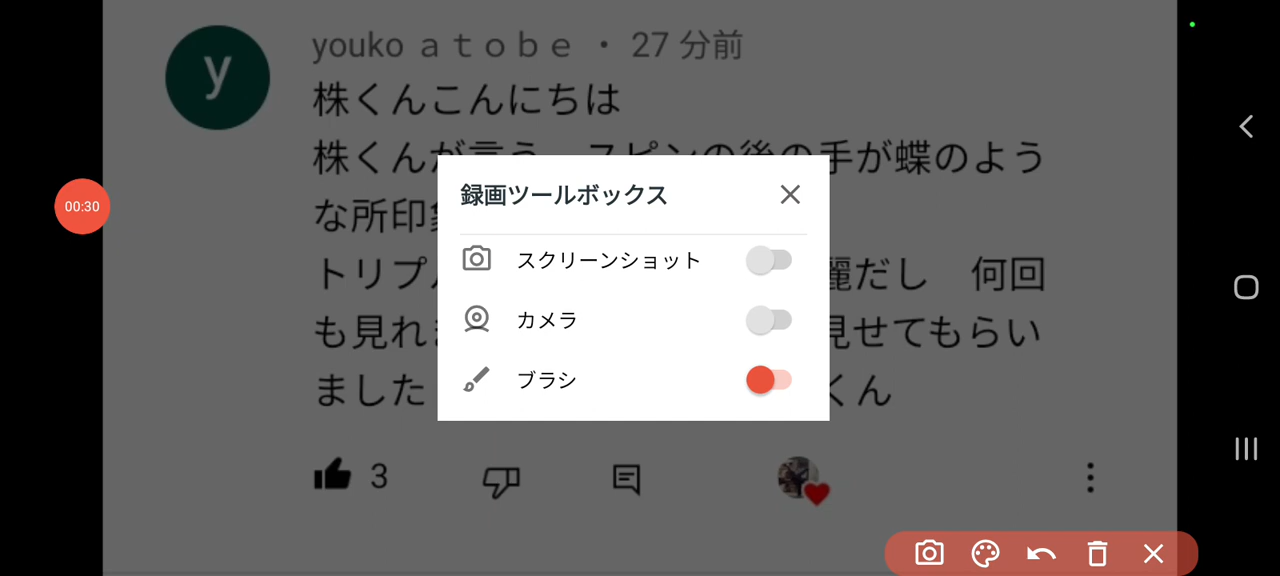 y
youko ａｔｏｂｅ・27 分前
株くんこんにちは
株くんが言う スピンの後の手が蝶のよう
な所印
トリプ 麗だし 何回
も見れ 見せてもらい
ました くん
3
00:30
録画ツールボックス
スクリーンショット
カメラ
ブラシ